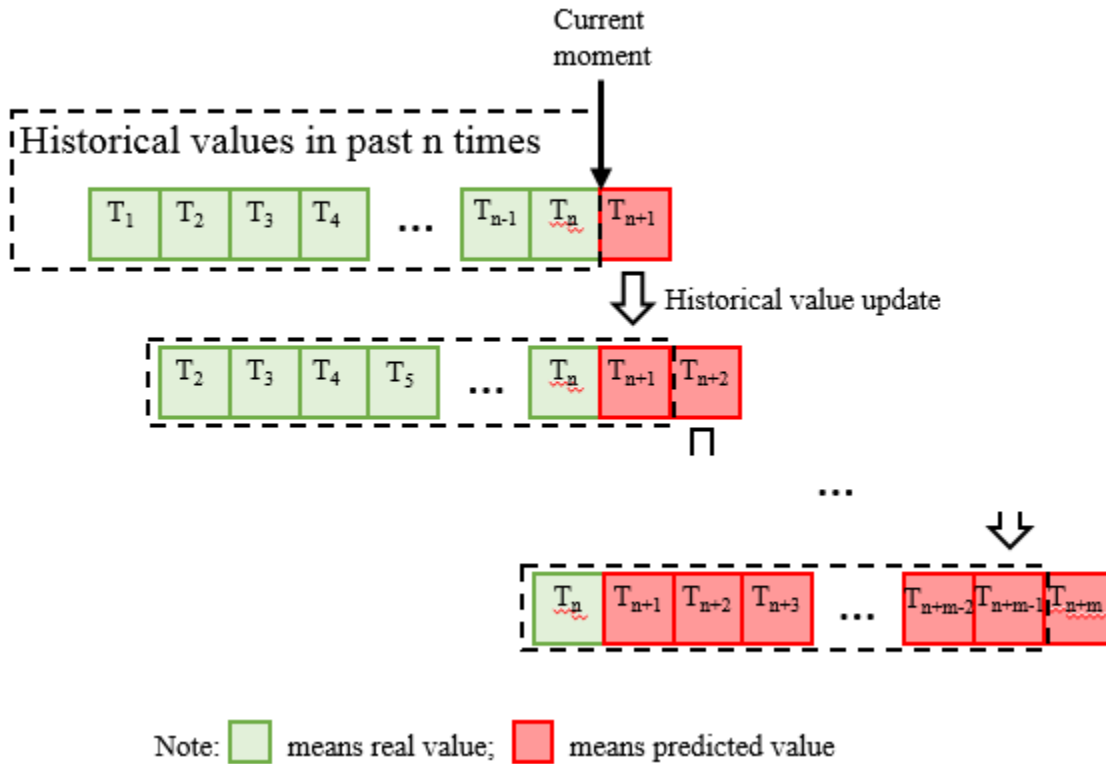 Current
moment
Historical values in past n times
T₁ T₂ T₃ T₄ ... Tₙ₋₁ Tₙ Tₙ₊₁
Historical value update
T₂ T₃ T₄ T₅ ... Tₙ Tₙ₊₁ Tₙ₊₂
...
Tₙ Tₙ₊₁ Tₙ₊₂ Tₙ₊₃ ... Tₙ₊ₘ₋₂ Tₙ₊ₘ₋₁ Tₙ₊ₘ
Note: means real value; means predicted value